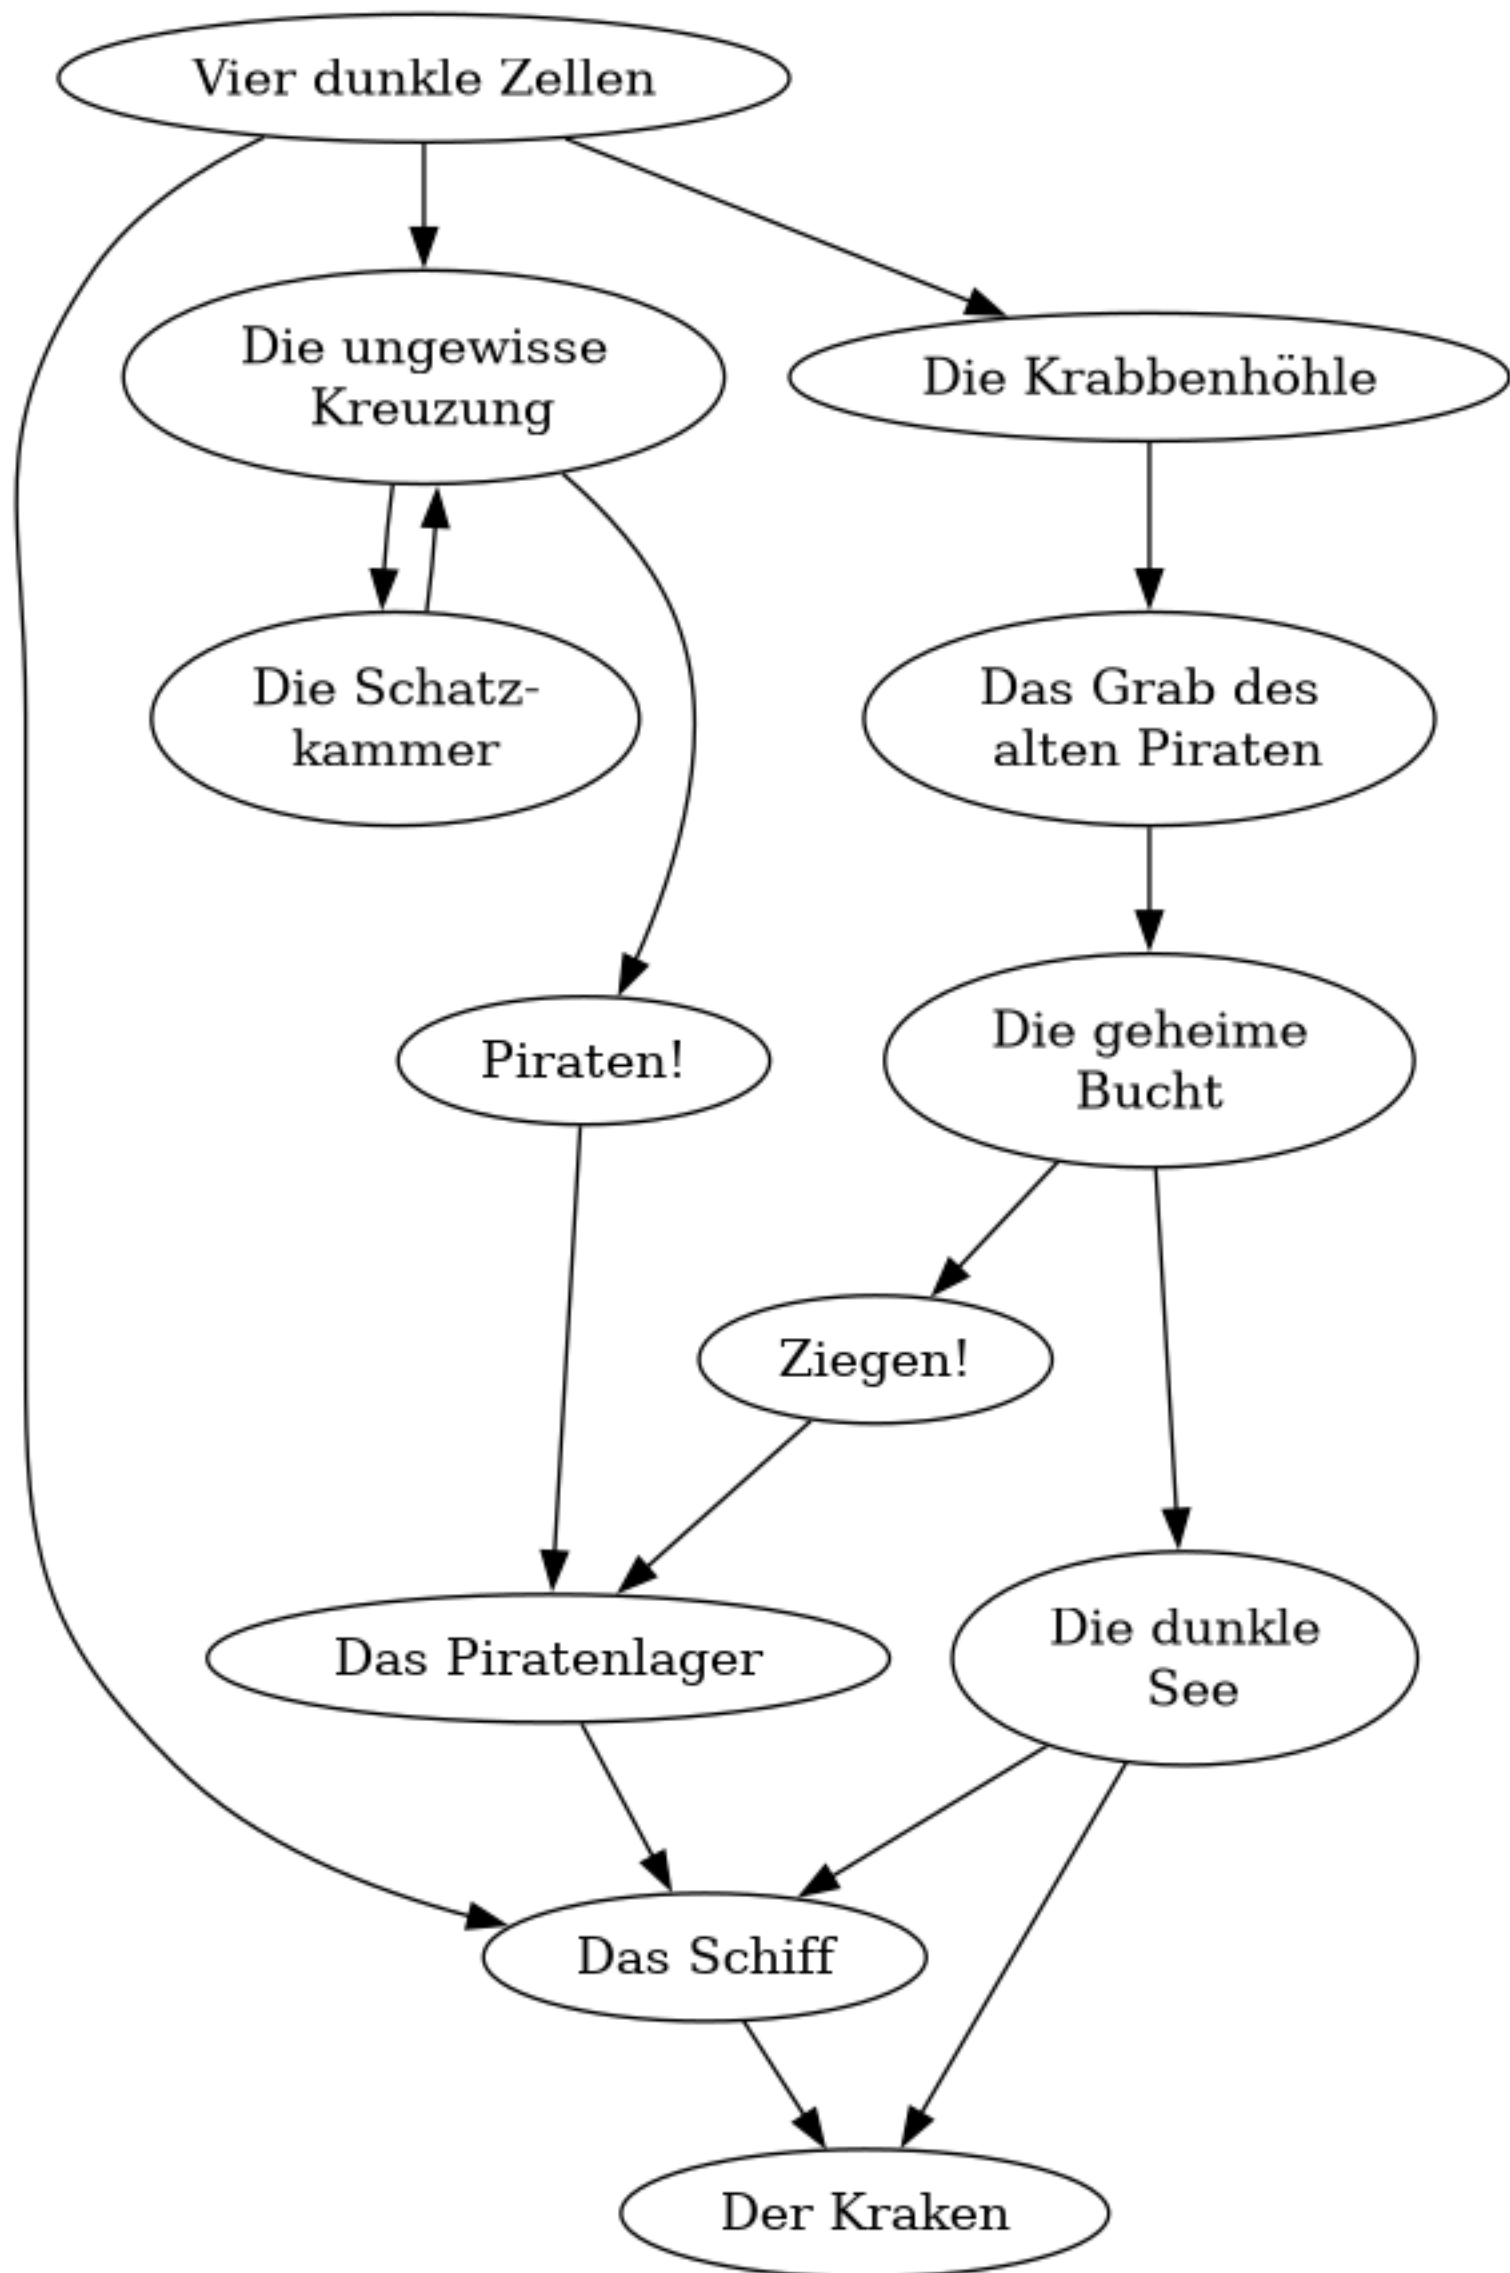 Vier dunkle Zellen
Die ungewisse
Kreuzung
Die Krabbenhöhle
Die Schatz-
kammer
Das Grab des
alten Piraten
Piraten!
Die geheime
Bucht
Ziegen!
Das Piratenlager
Die dunkle
See
Das Schiff
Der Kraken